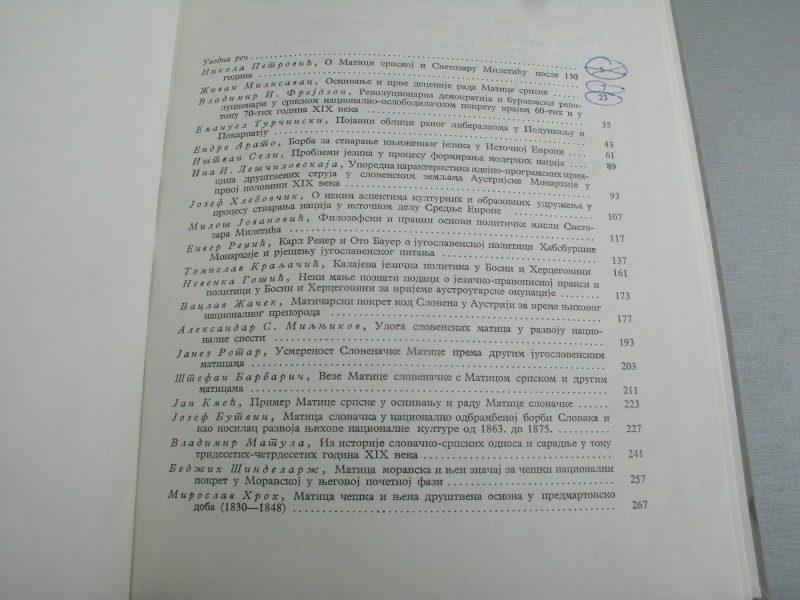 Уводна реч
Никола Петровић, О Матици српској и Светозару Милетићу после 150
година
Живан Милисавац, Оснивање и прве деценије рада Матице српске 7
Владимир И. Фрејдзон, Револуционарна демократија и буржоаски рево- 23
луционари у српском национално-ослободилачком покрету крајем 60-тих и у
току 70-тих година XIX века 35
Емануел Турчински, Појавни облици раног либерализма у Подунављу и
Понарпатју 43
Ендре Арато, Борба за стварање књижевног језика у Источној Европи 61
Иштван Сели, Проблеми језика у процесу формирања модерних нација 89
Ина И. Лешчиловскаја, Упоредна карактеристика идејно-програмских прин-
ципа друштвених струја у словенским земљама Аустријске Монархије у
првој половини XIX века 93
Јозеф Хлебовчик, О неким аспектима културних и образовних удружења у
процесу стварања нација у источном делу Средње Европе 107
Милош Јовановић, Филозофски и правни основи политичке мисли Свето-
зара Милетића 117
Енвер Реџић, Карл Ренер и Ото Бауер о југославенској политици Хабсбуршке
Монархије и рјешењу југославенског питања 137
Томислав Краљачић, Калајева језичка политика у Босни и Херцеговини 161
Невенка Гошић, Неки мање познати подаци о језично-правописној пракси и
политици у Босни и Херцеговини за вријеме аустроугарске окупације 173
Вацлав Жачек, Матичарски покрет код Словена у Аустрији за време њиховог
националног препорода 177
Александар С. Миљников, Улога словенских матица у развоју нацио-
налне свести 193
Јанез Ротар, Усмереност Словеначке Матице према другим југословенским
матицама 203
Штефан Барбарич, Везе Матице словеначке с Матицом српском и другим
матицама 211
Јан Кмећ, Пример Матице српске у оснивању и раду Матице словачке 223
Јозеф Бутвин, Матица словачка у национално одбрамбеној борби Словака и
као носилац развоја њихове националне културе од 1863. до 1875. 227
Владимир Матула, Из историје словачко-српских односа и сарадње у току
тридесетих-четрдесетих година XIX века 241
Беджих Шинделарж, Матица моравска и њен значај за чешки национални
покрет у Моравској у његовој почетној фази 257
Мирослав Хрох, Матица чешка и њена друштвена основа у предмартовско
доба (1830—1848) 267